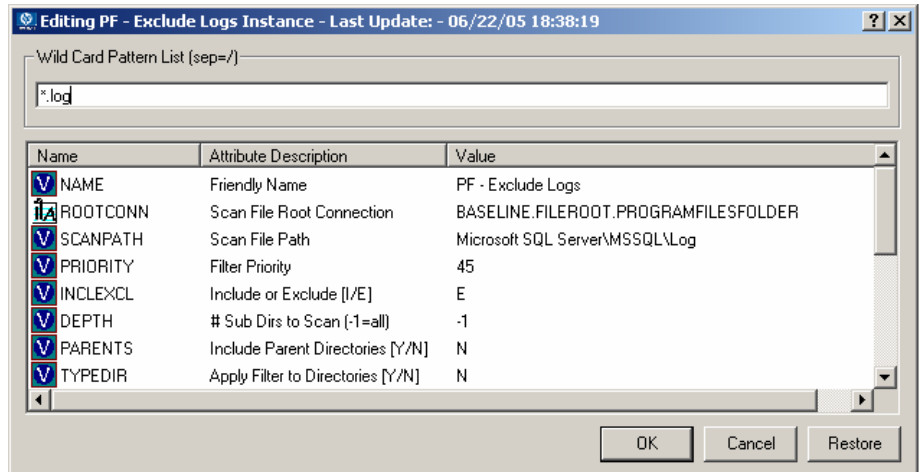 Editing PF - Exclude Logs Instance - Last Update: - 06/22/05 18:38:19
Wild Card Pattern List (sep=/)
*.log
Name Attribute Description Value
V NAME Friendly Name PF - Exclude Logs
ROOTCONN Scan File Root Connection BASELINE.FILEROOT.PROGRAMFILESFOLDER
V SCANPATH Scan File Path Microsoft SQL Server\MSSQL\Log
V PRIORITY Filter Priority 45
V INCLEXCL Include or Exclude [I/E] E
V DEPTH # Sub Dirs to Scan (-1=all) -1
V PARENTS Include Parent Directories [Y/N] N
V TYPEDIR Apply Filter to Directories [Y/N] N
OK Cancel Restore